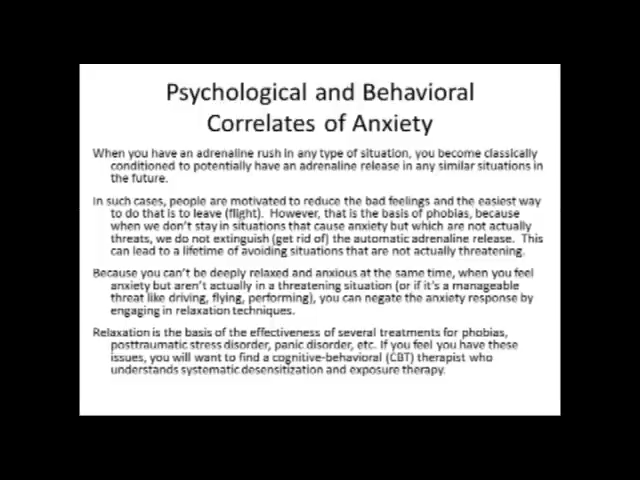 Psychological and Behavioral
Correlates of Anxiety
When you have an adrenaline rush in any type of situation, you become classically
conditioned to potentially have an adrenaline release in any similar situations in
the future.
In such cases, people are motivated to reduce the bad feelings and the easiest way
to do that is to leave (flight). However, that is the basis of phobias, because
when we don't stay in situations that cause anxiety but which are not actually
threats, we do not extinguish (get rid of) the automatic adrenaline release. This
can lead to a lifetime of avoiding situations that are not actually threatening.
Because you can't be deeply relaxed and anxious at the same time, when you feel
anxiety but aren't actually in a threatening situation (or if it's a manageable
threat like driving, flying, performing), you can negate the anxiety response by
engaging in relaxation techniques.
Relaxation is the basis of the effectiveness of several treatments for phobias,
posttraumatic stress disorder, panic disorder, etc. If you feel you have these
issues, you will want to find a cognitive-behavioral (CBT) therapist who
understands systematic desensitization and exposure therapy.